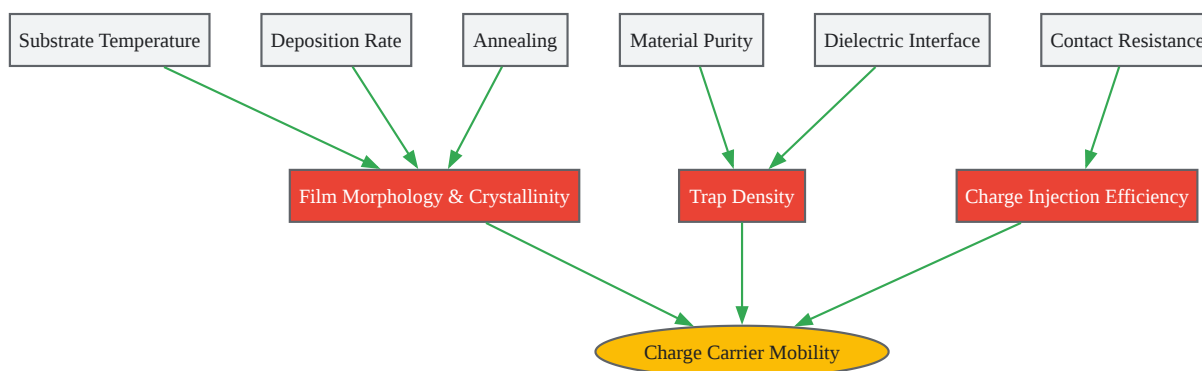 Substrate Temperature
Deposition Rate
Annealing
Material Purity
Dielectric Interface
Contact Resistance
Film Morphology & Crystallinity
Trap Density
Charge Injection Efficiency
Charge Carrier Mobility